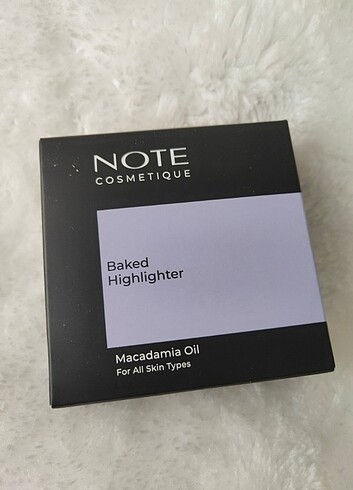 NOTE
COSMETIQUE
Baked
Highlighter
Macadamia Oil
For All Skin Types